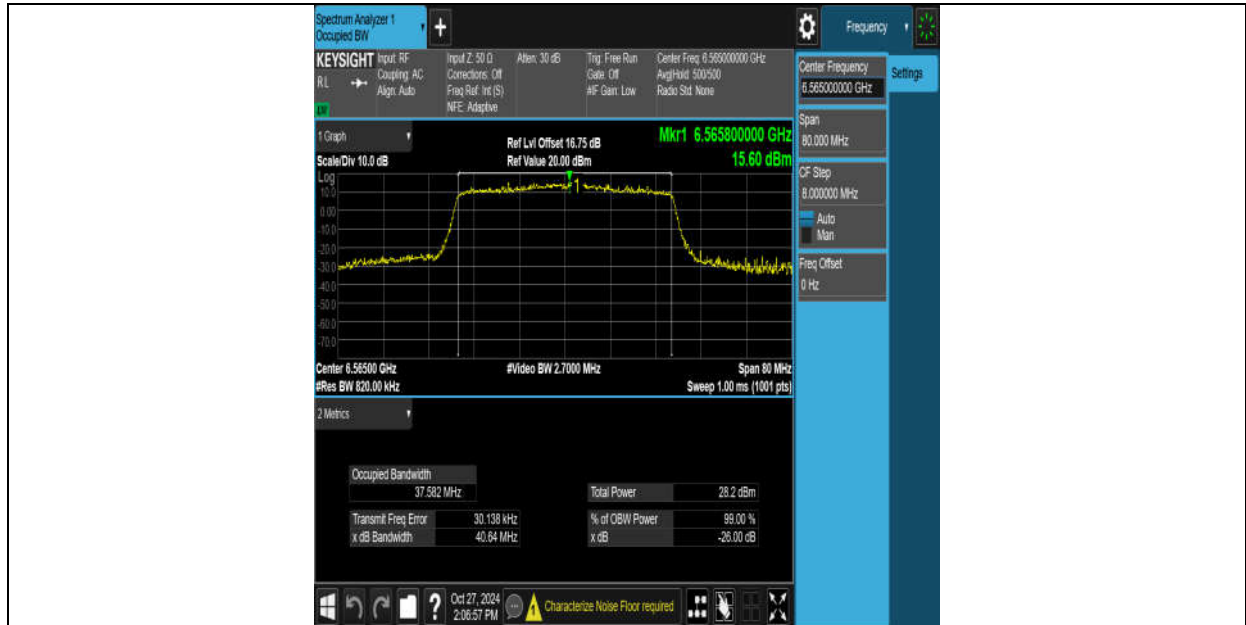 Spectrum Analyzer 1
Occupied BW
+
Frequency
KEYSIGHT
RL
Input: RF
Coupling: AC
Align: Auto
Input Z: 50 Ω
Corrections: Off
Freq Ref: Int (S)
NFE: Adaptive
Atten: 30 dB
Trig: Free Run
Gate: Off
#IF Gain: Low
Center Freq: 6.565000000 GHz
Avg|Hold: 500/500
Radio Std: None
Center Frequency
6.565000000 GHz
Settings
Span
80.000 MHz
CF Step
8.000000 MHz
Auto
Man
Freq Offset
0 Hz
1 Graph
Scale/Div 10.0 dB
Ref Lvl Offset 16.75 dB
Ref Value 20.00 dBm
Mkr1 6.565800000 GHz
15.60 dBm
Log
10.0
0.00
-10.0
-20.0
-30.0
-40.0
-50.0
-60.0
-70.0
1
Center 6.56500 GHz
#Video BW 2.7000 MHz
Span 80 MHz
#Res BW 820.00 kHz
Sweep 1.00 ms (1001 pts)
2 Metrics
Occupied Bandwidth
37.582 MHz
Total Power 28.2 dBm
Transmit Freq Error 30.138 kHz
% of OBW Power 99.00 %
x dB Bandwidth 40.64 MHz
x dB -26.00 dB
?
Oct 27, 2024
2:06:57 PM
Characterize Noise Floor required